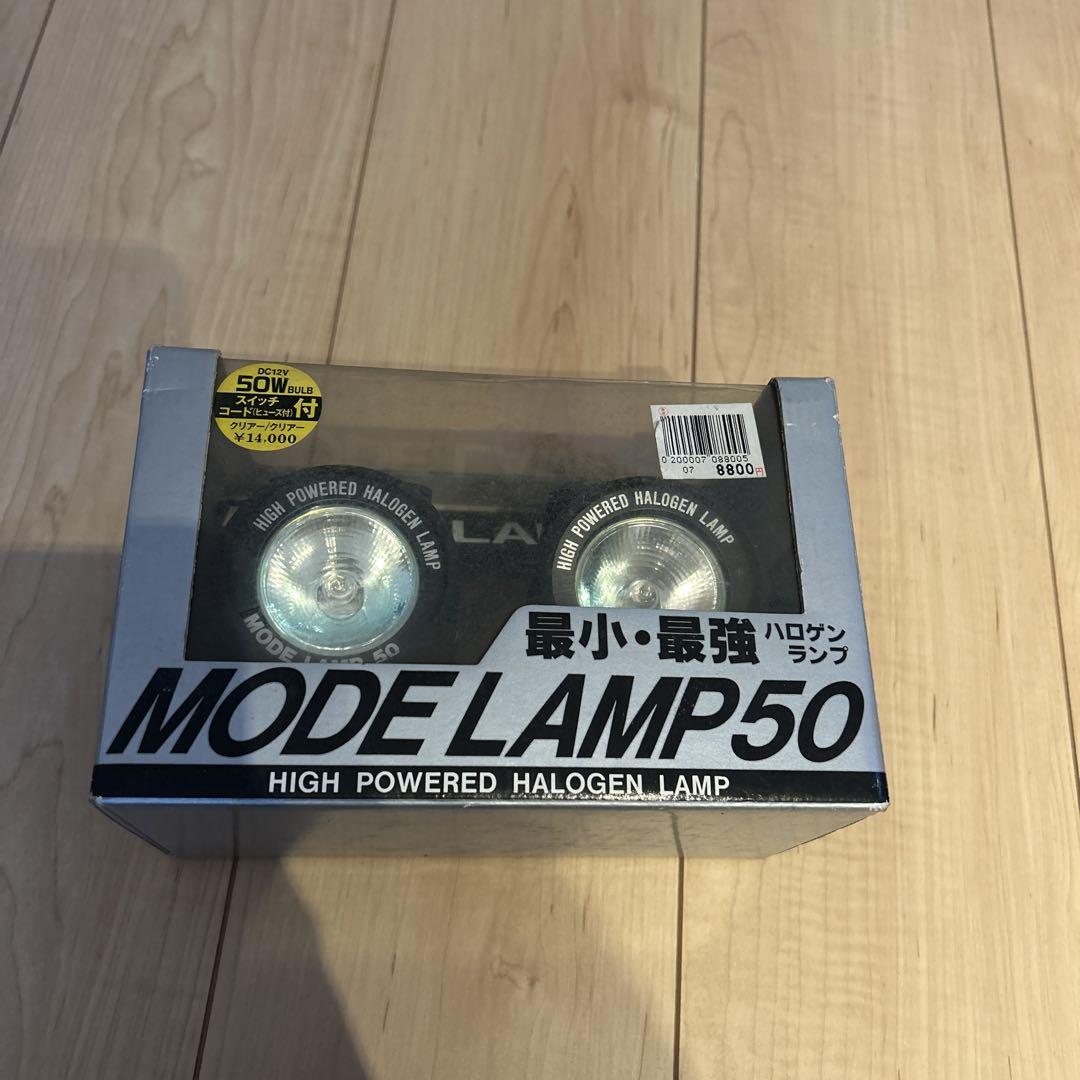 DC12V
50W BULB
スイッチ
コード(ヒューズ付) 付
クリアー/クリアー
¥14,000
0 200007 088005
07 8800円
HIGH POWERED HALOGEN LAMP
LA
HIGH POWERED HALOGEN LAMP
MODE LAMP 50
最小・最強 ハロゲン
ランプ
MODE LAMP50
HIGH POWERED HALOGEN LAMP